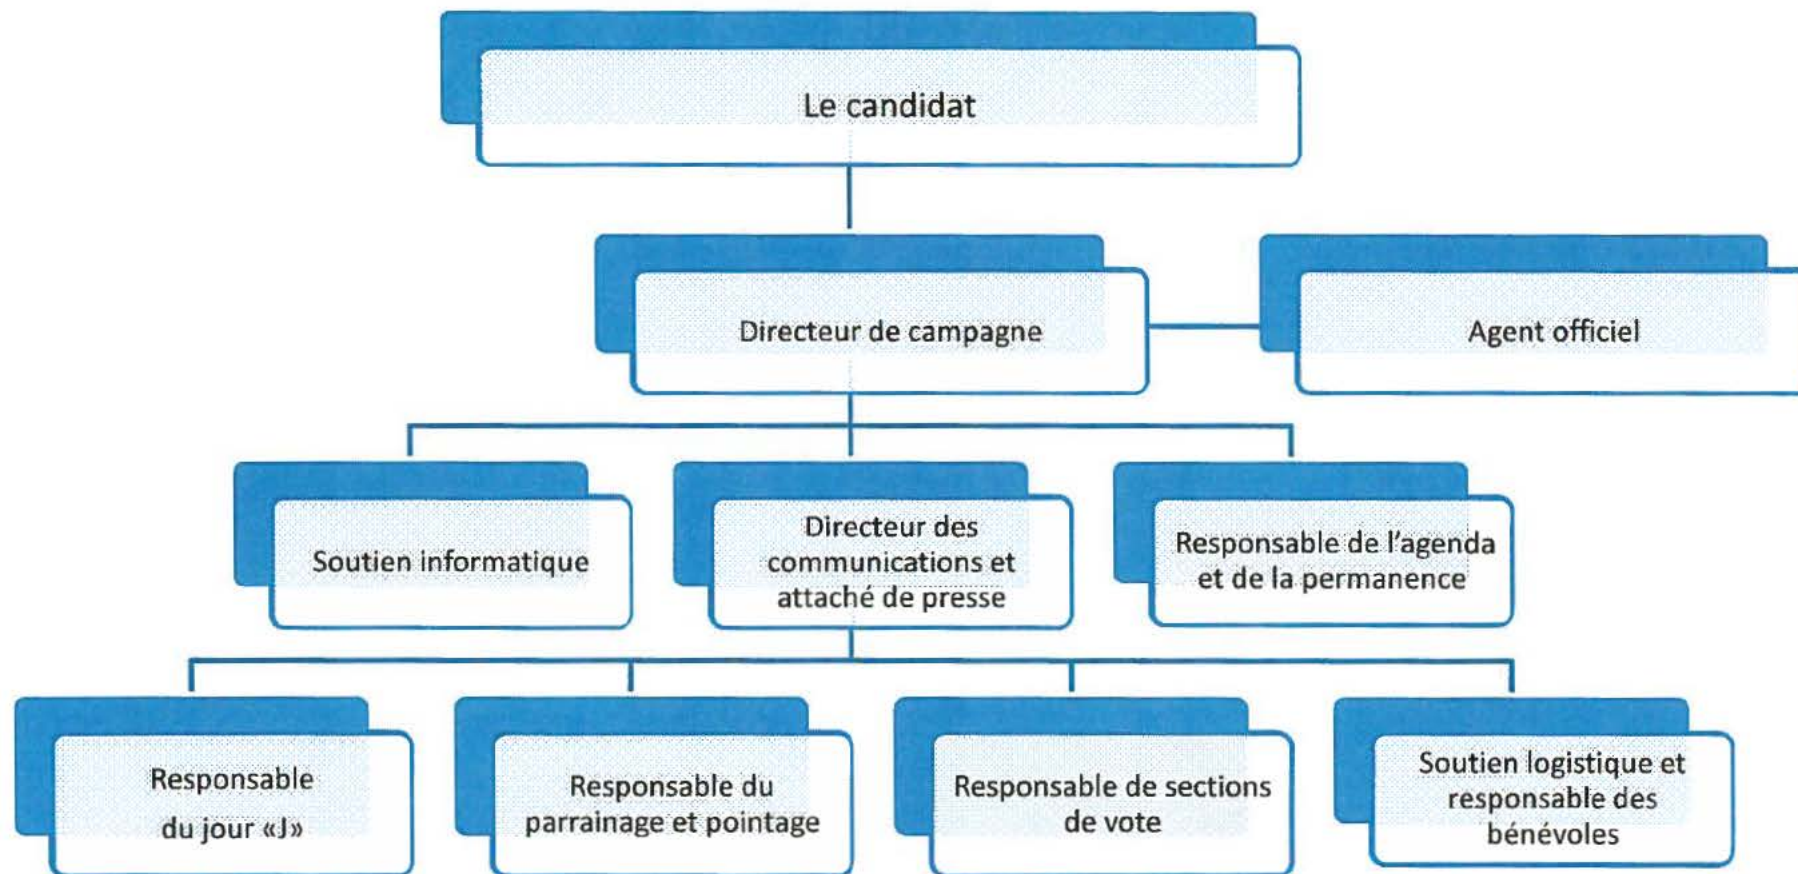 Le candidat
Directeur de campagne
Agent officiel
Soutien informatique
Directeur des
communications et
attaché de presse
Responsable de l'agenda
et de la permanence
Responsable
du jour «J»
Responsable du
parrainage et pointage
Responsable de sections
de vote
Soutien logistique et
responsable des
bénévoles